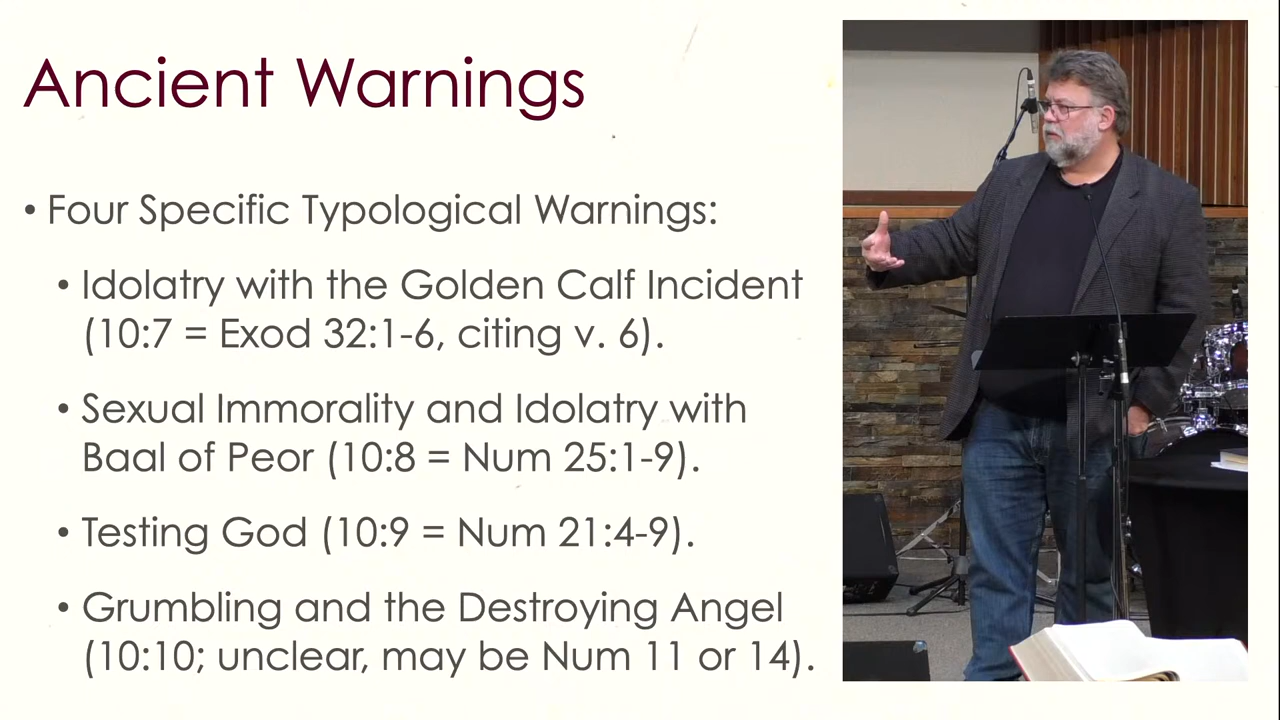 Ancient Warnings
• Four Specific Typological Warnings:
• Idolatry with the Golden Calf Incident
(10:7 = Exod 32:1-6, citing v. 6).
• Sexual Immorality and Idolatry with
Baal of Peor (10:8 = Num 25:1-9).
• Testing God (10:9 = Num 21:4-9).
• Grumbling and the Destroying Angel
(10:10; unclear, may be Num 11 or 14).